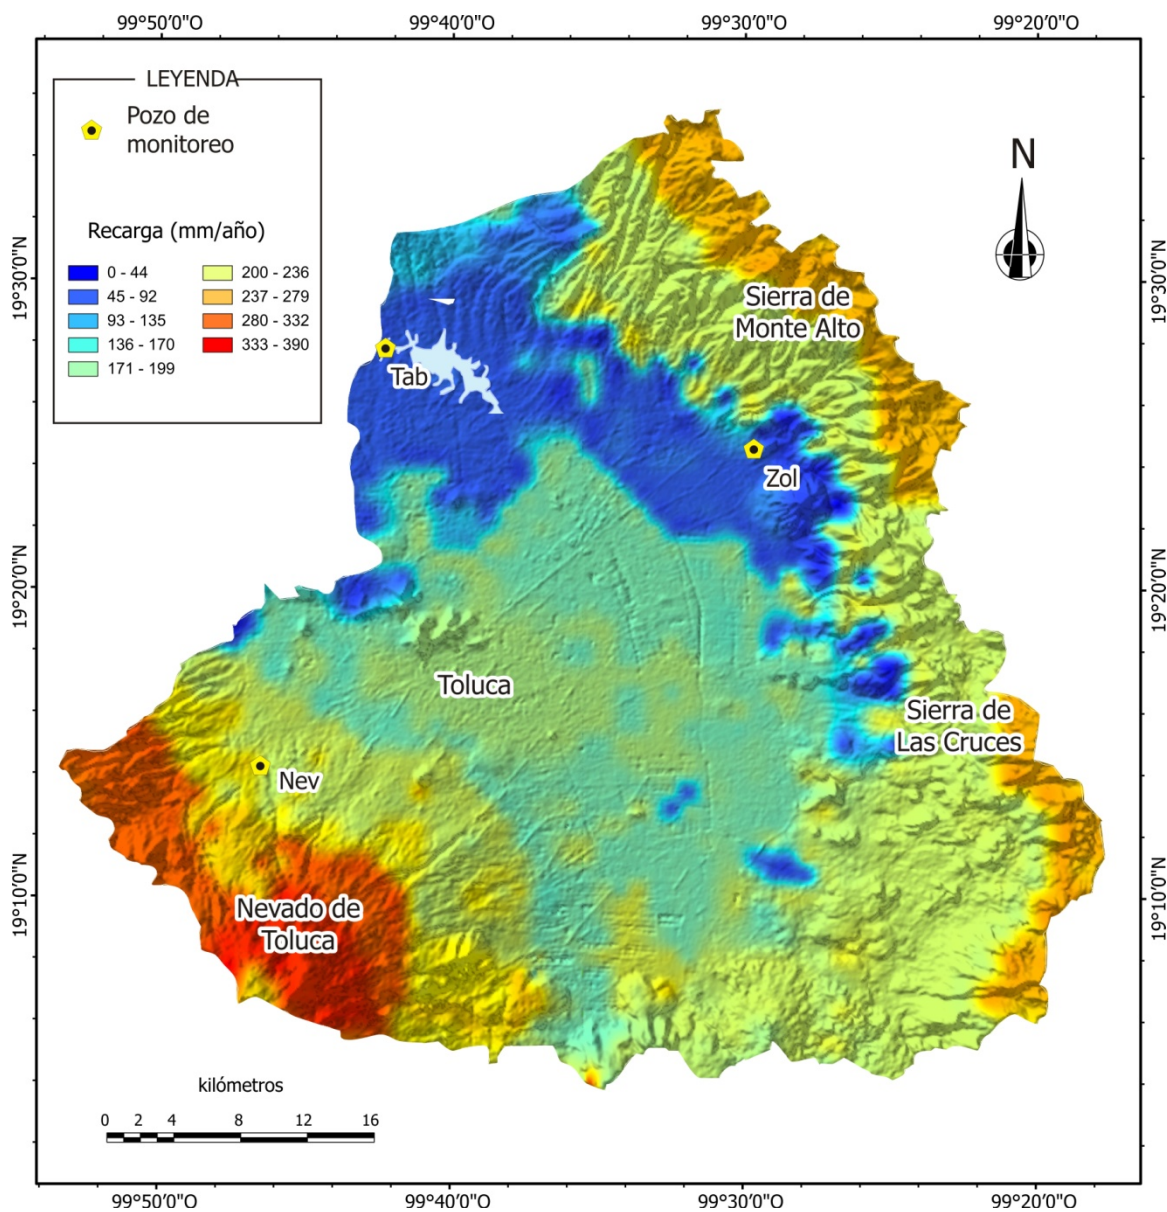 99°50'0"O
99°40'0"O
99°30'0"O
99°20'0"O
LEYENDA
Pozo de
monitoreo
Recarga (mm/año)
0 - 44
45 - 92
93 - 135
136 - 170
171 - 199
200 - 236
237 - 279
280 - 332
333 - 390
N
19°30'0"N
19°30'0"N
Sierra de
Monte Alto
Tab
Zol
19°20'0"N
19°20'0"N
Toluca
Sierra de
Las Cruces
Nev
19°10'0"N
19°10'0"N
Nevado de
Toluca
kilómetros
0 2 4 8 12 16
99°50'0"O
99°40'0"O
99°30'0"O
99°20'0"O